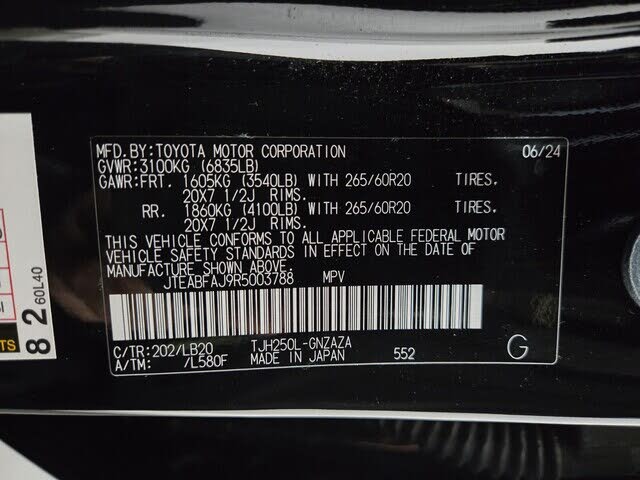 MFD.BY:TOYOTA MOTOR CORPORATION 06/24
GVWR:3100KG (6835LB)
GAWR:FRT. 1605KG (3540LB) WITH 265/60R20 TIRES.
20X7 1/2J RIMS.
RR. 1860KG (4100LB) WITH 265/60R20 TIRES.
20X7 1/2J RIMS.
THIS VEHICLE CONFORMS TO ALL APPLICABLE FEDERAL MOTOR
VEHICLE SAFETY STANDARDS IN EFFECT ON THE DATE OF
MANUFACTURE SHOWN ABOVE.
JTEABFAJ9R5003788 MPV
C/TR:202/LB20 TJH250L-GNZAZA
A/TM: /L580F MADE IN JAPAN 552 G
82 60L40
TS